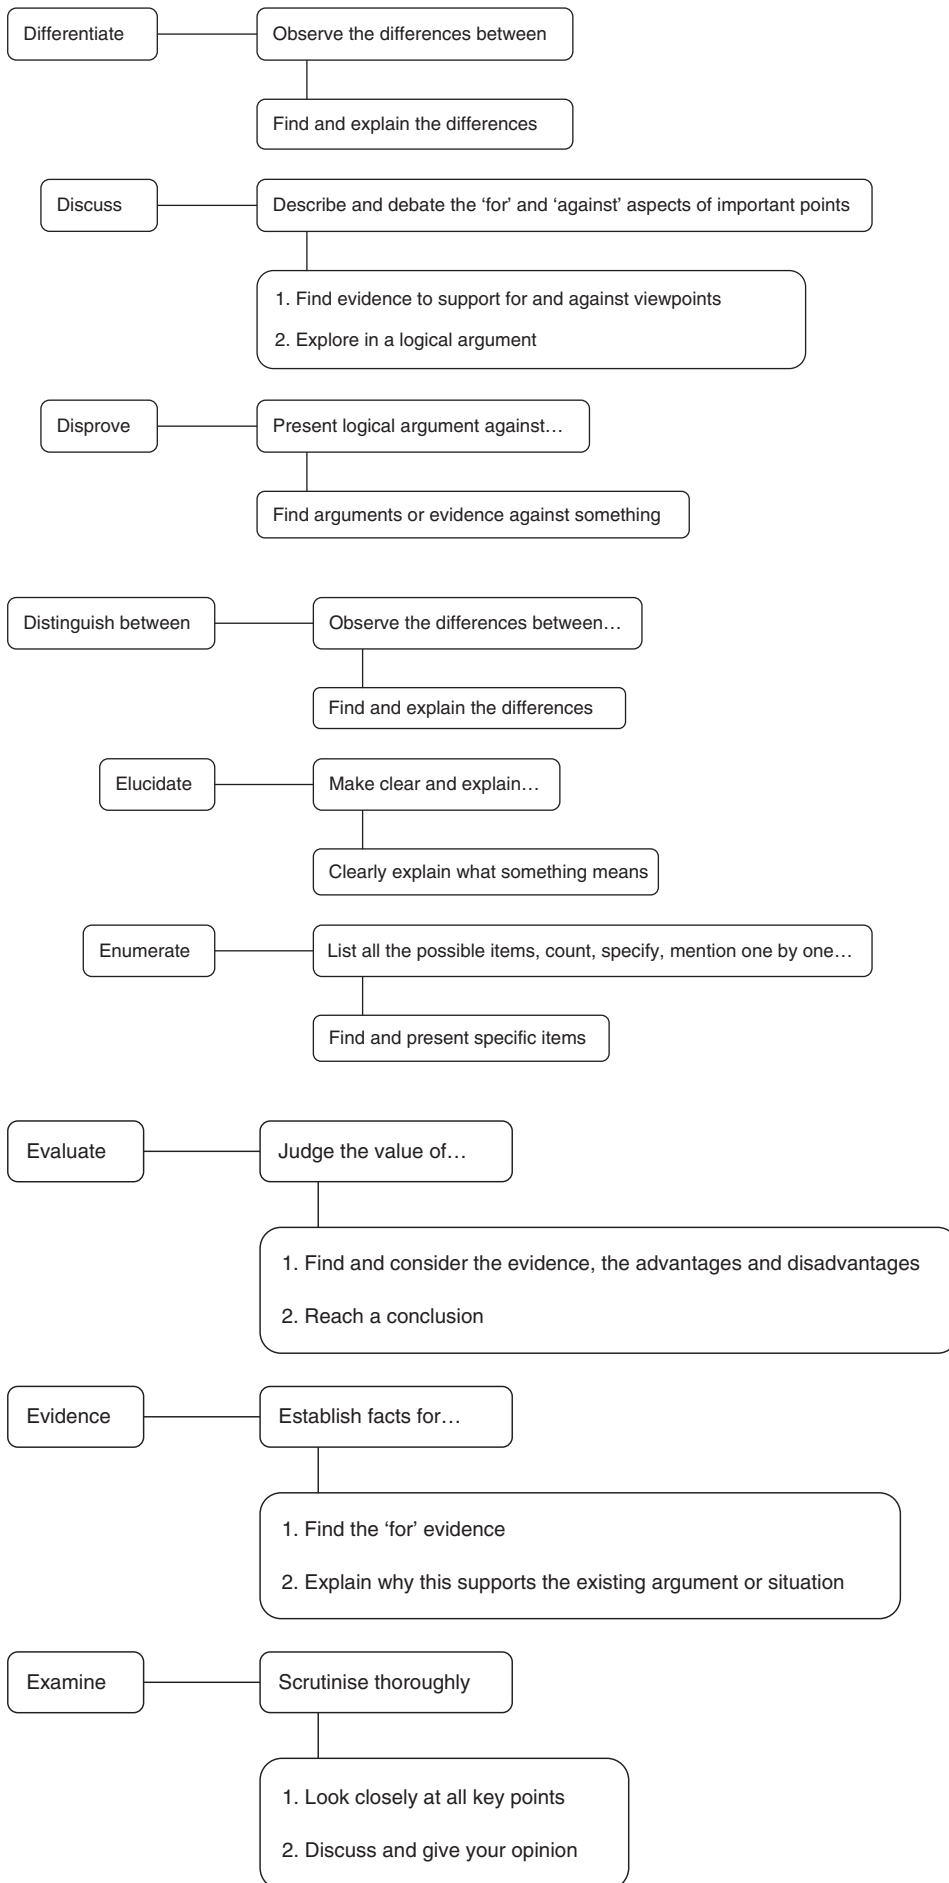 Differentiate
Observe the differences between
Find and explain the differences
Discuss
Describe and debate the ‘for’ and ‘against’ aspects of important points
1. Find evidence to support for and against viewpoints
2. Explore in a logical argument
Disprove
Present logical argument against…
Find arguments or evidence against something
Distinguish between
Observe the differences between…
Find and explain the differences
Elucidate
Make clear and explain…
Clearly explain what something means
Enumerate
List all the possible items, count, specify, mention one by one…
Find and present specific items
Evaluate
Judge the value of…
1. Find and consider the evidence, the advantages and disadvantages
2. Reach a conclusion
Evidence
Establish facts for…
1. Find the ‘for’ evidence
2. Explain why this supports the existing argument or situation
Examine
Scrutinise thoroughly
1. Look closely at all key points
2. Discuss and give your opinion